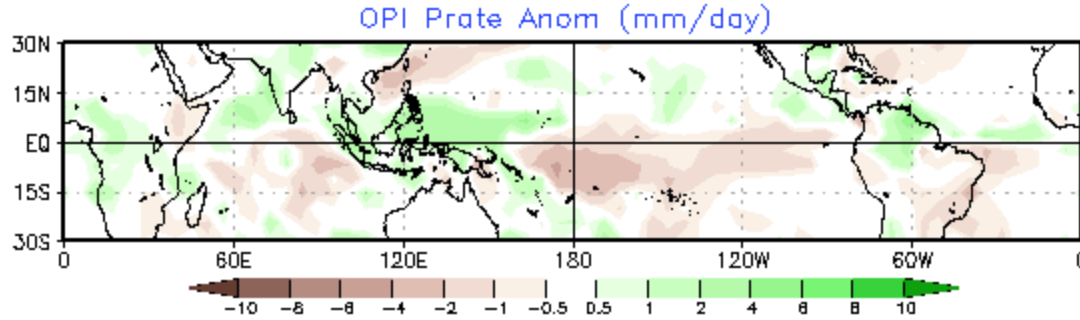 OPI Prate Anom (mm/day)
30N
15N
EQ
15S
30S
0 60E 120E 180 120W 60W 0
-10 -8 -6 -4 -2 -1 -0.5 0.5 1 2 4 6 8 10